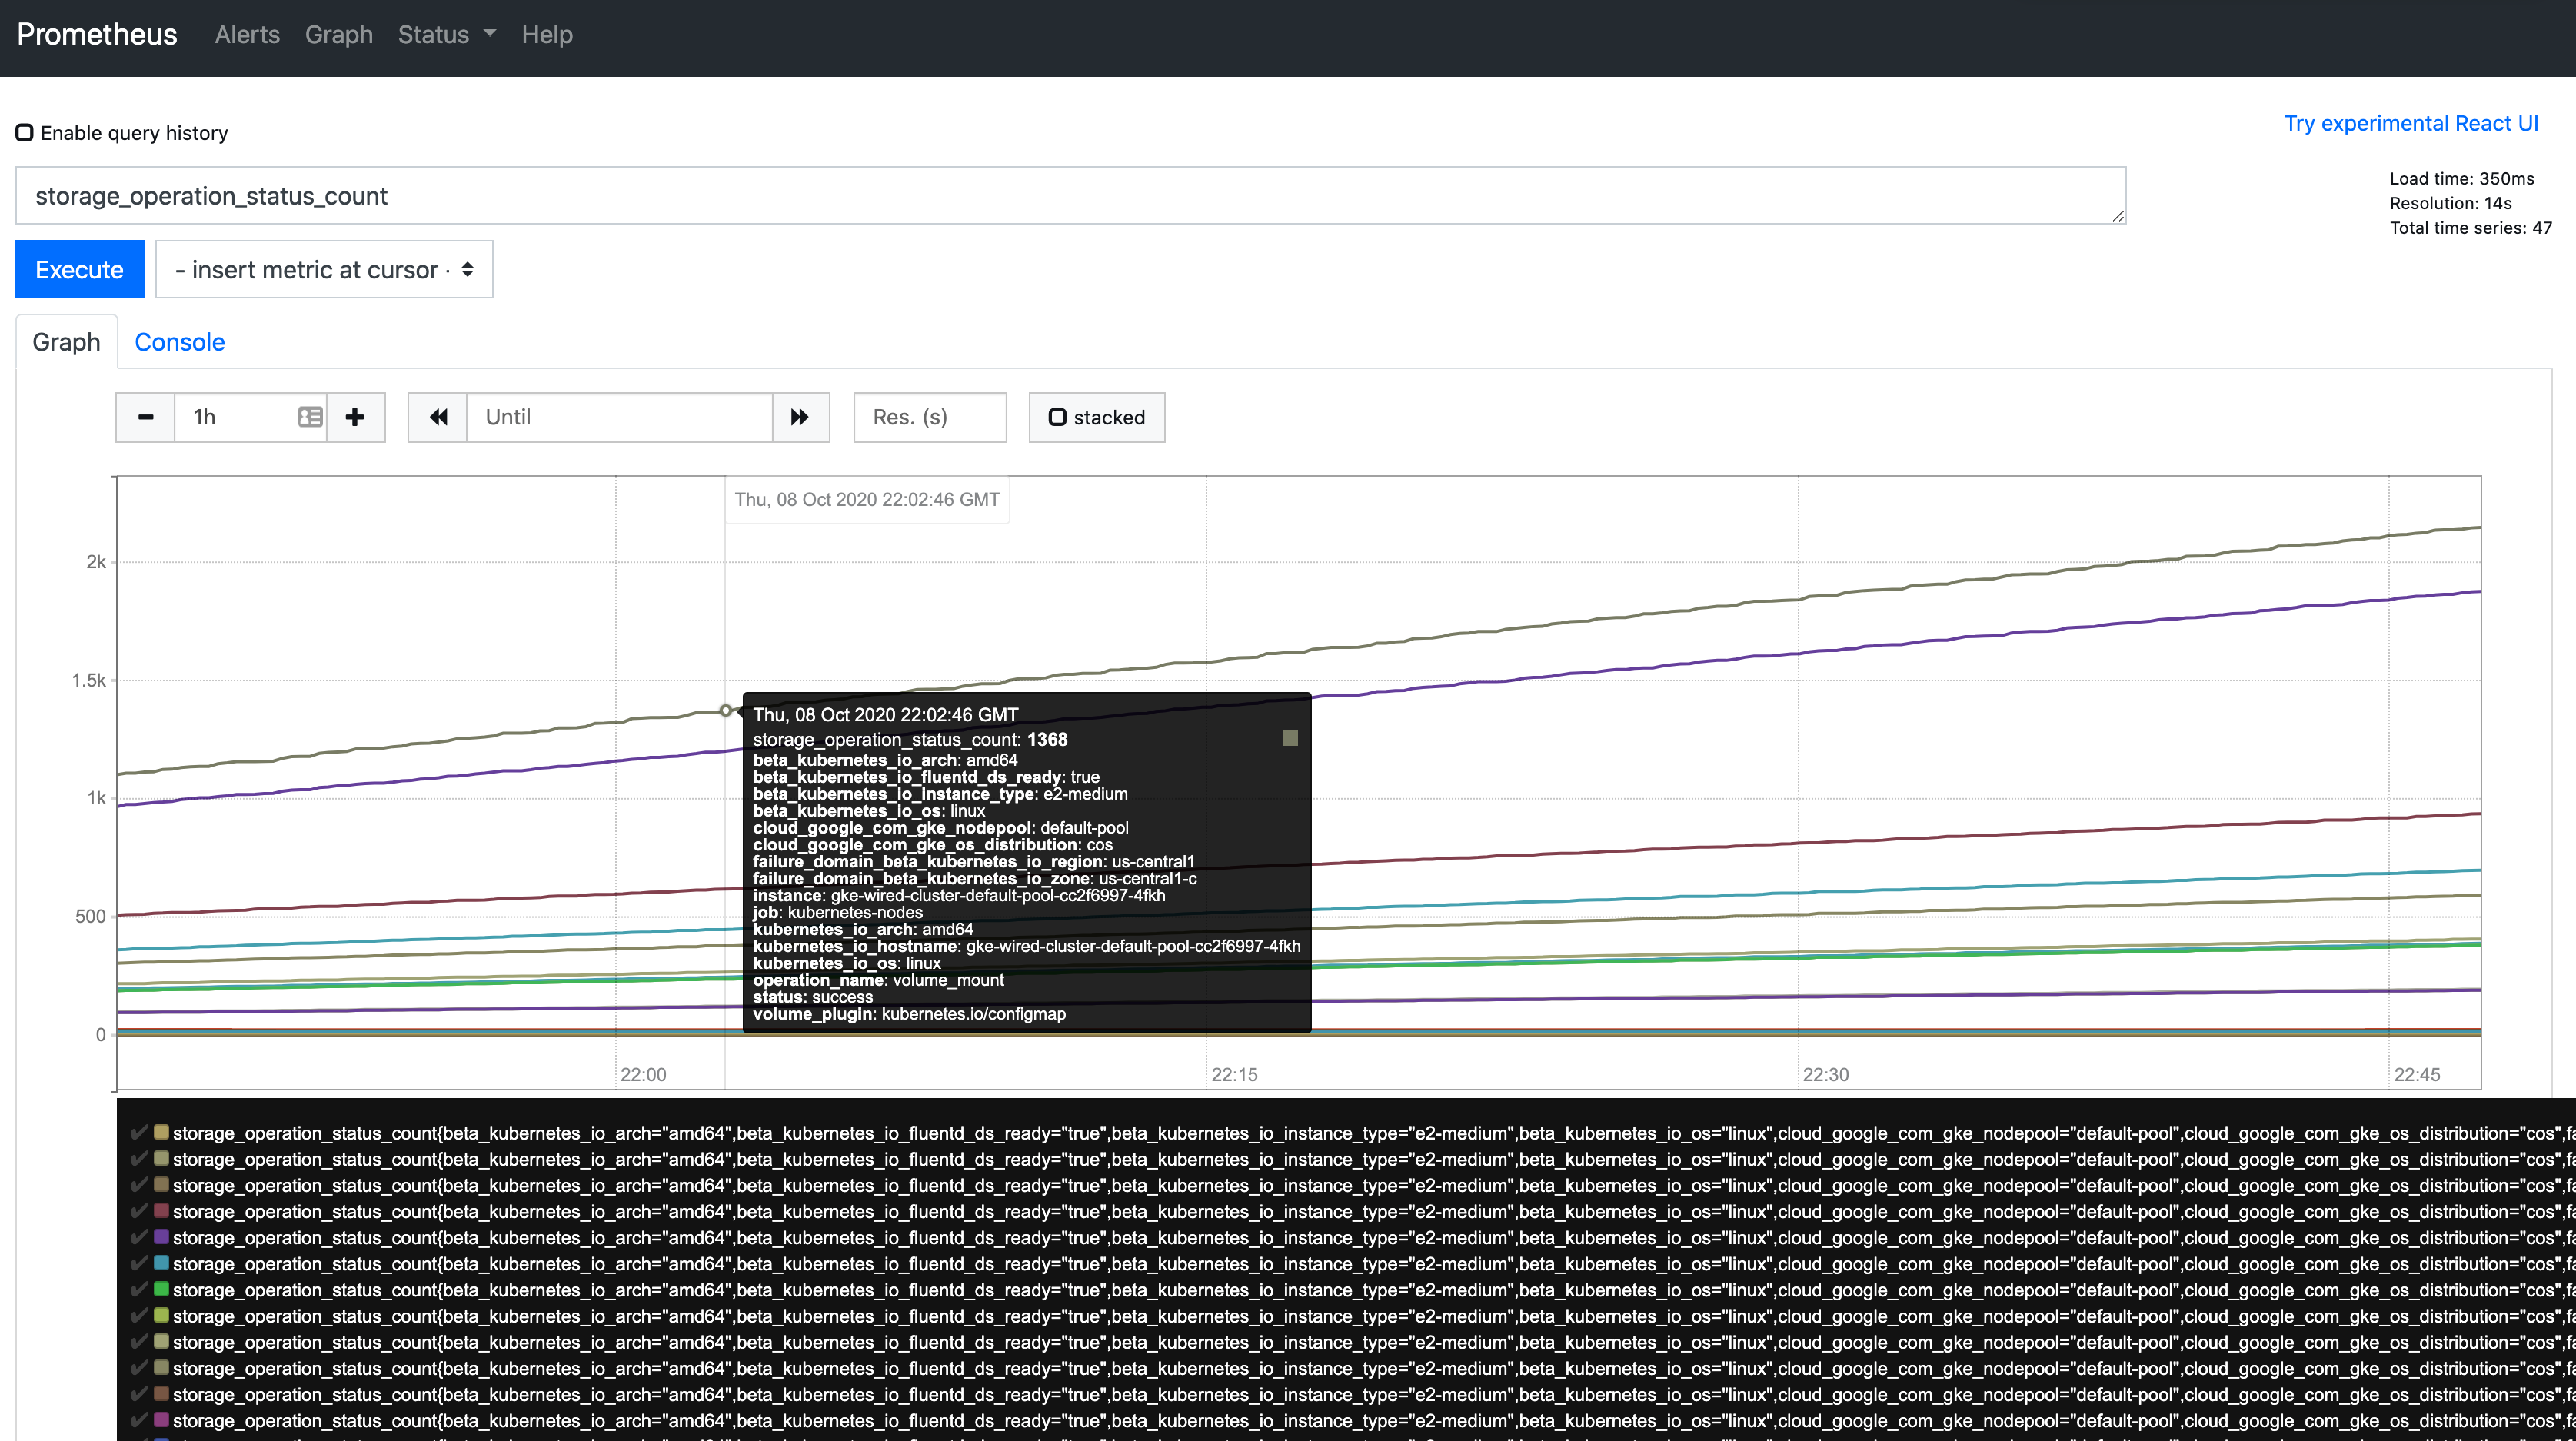 Prometheus Alerts Graph Status Help
Enable query history
Try experimental React UI
storage_operation_status_count
Load time: 350ms
Resolution: 14s
Total time series: 47
Execute - insert metric at cursor -
Graph Console
1h Until Res. (s) stacked
Thu, 08 Oct 2020 22:02:46 GMT
2k
1.5k
1k
500
0
Thu, 08 Oct 2020 22:02:46 GMT
storage_operation_status_count: 1368
beta_kubernetes_io_arch: amd64
beta_kubernetes_io_fluentd_ds_ready: true
beta_kubernetes_io_instance_type: e2-medium
beta_kubernetes_io_os: linux
cloud_google_com_gke_nodepool: default-pool
cloud_google_com_gke_os_distribution: cos
failure_domain_beta_kubernetes_io_region: us-central1
failure_domain_beta_kubernetes_io_zone: us-central1-c
instance: gke-wired-cluster-default-pool-cc2f6997-4fkh
job: kubernetes-nodes
kubernetes_io_arch: amd64
kubernetes_io_hostname: gke-wired-cluster-default-pool-cc2f6997-4fkh
kubernetes_io_os: linux
operation_name: volume_mount
status: success
volume_plugin: kubernetes.io/configmap
22:00 22:15 22:30 22:45
storage_operation_status_count{beta_kubernetes_io_arch="amd64",beta_kubernetes_io_fluentd_ds_ready="true",beta_kubernetes_io_instance_type="e2-medium",beta_kubernetes_io_os="linux",cloud_google_com_gke_nodepool="default-pool",cloud_google_com_gke_os_distribution="cos",fa
storage_operation_status_count{beta_kubernetes_io_arch="amd64",beta_kubernetes_io_fluentd_ds_ready="true",beta_kubernetes_io_instance_type="e2-medium",beta_kubernetes_io_os="linux",cloud_google_com_gke_nodepool="default-pool",cloud_google_com_gke_os_distribution="cos",fa
storage_operation_status_count{beta_kubernetes_io_arch="amd64",beta_kubernetes_io_fluentd_ds_ready="true",beta_kubernetes_io_instance_type="e2-medium",beta_kubernetes_io_os="linux",cloud_google_com_gke_nodepool="default-pool",cloud_google_com_gke_os_distribution="cos",fa
storage_operation_status_count{beta_kubernetes_io_arch="amd64",beta_kubernetes_io_fluentd_ds_ready="true",beta_kubernetes_io_instance_type="e2-medium",beta_kubernetes_io_os="linux",cloud_google_com_gke_nodepool="default-pool",cloud_google_com_gke_os_distribution="cos",fa
storage_operation_status_count{beta_kubernetes_io_arch="amd64",beta_kubernetes_io_fluentd_ds_ready="true",beta_kubernetes_io_instance_type="e2-medium",beta_kubernetes_io_os="linux",cloud_google_com_gke_nodepool="default-pool",cloud_google_com_gke_os_distribution="cos",fa
storage_operation_status_count{beta_kubernetes_io_arch="amd64",beta_kubernetes_io_fluentd_ds_ready="true",beta_kubernetes_io_instance_type="e2-medium",beta_kubernetes_io_os="linux",cloud_google_com_gke_nodepool="default-pool",cloud_google_com_gke_os_distribution="cos",fa
storage_operation_status_count{beta_kubernetes_io_arch="amd64",beta_kubernetes_io_fluentd_ds_ready="true",beta_kubernetes_io_instance_type="e2-medium",beta_kubernetes_io_os="linux",cloud_google_com_gke_nodepool="default-pool",cloud_google_com_gke_os_distribution="cos",fa
storage_operation_status_count{beta_kubernetes_io_arch="amd64",beta_kubernetes_io_fluentd_ds_ready="true",beta_kubernetes_io_instance_type="e2-medium",beta_kubernetes_io_os="linux",cloud_google_com_gke_nodepool="default-pool",cloud_google_com_gke_os_distribution="cos",fa
storage_operation_status_count{beta_kubernetes_io_arch="amd64",beta_kubernetes_io_fluentd_ds_ready="true",beta_kubernetes_io_instance_type="e2-medium",beta_kubernetes_io_os="linux",cloud_google_com_gke_nodepool="default-pool",cloud_google_com_gke_os_distribution="cos",fa
storage_operation_status_count{beta_kubernetes_io_arch="amd64",beta_kubernetes_io_fluentd_ds_ready="true",beta_kubernetes_io_instance_type="e2-medium",beta_kubernetes_io_os="linux",cloud_google_com_gke_nodepool="default-pool",cloud_google_com_gke_os_distribution="cos",fa
storage_operation_status_count{beta_kubernetes_io_arch="amd64",beta_kubernetes_io_fluentd_ds_ready="true",beta_kubernetes_io_instance_type="e2-medium",beta_kubernetes_io_os="linux",cloud_google_com_gke_nodepool="default-pool",cloud_google_com_gke_os_distribution="cos",fa
storage_operation_status_count{beta_kubernetes_io_arch="amd64",beta_kubernetes_io_fluentd_ds_ready="true",beta_kubernetes_io_instance_type="e2-medium",beta_kubernetes_io_os="linux",cloud_google_com_gke_nodepool="default-pool",cloud_google_com_gke_os_distribution="cos",fa